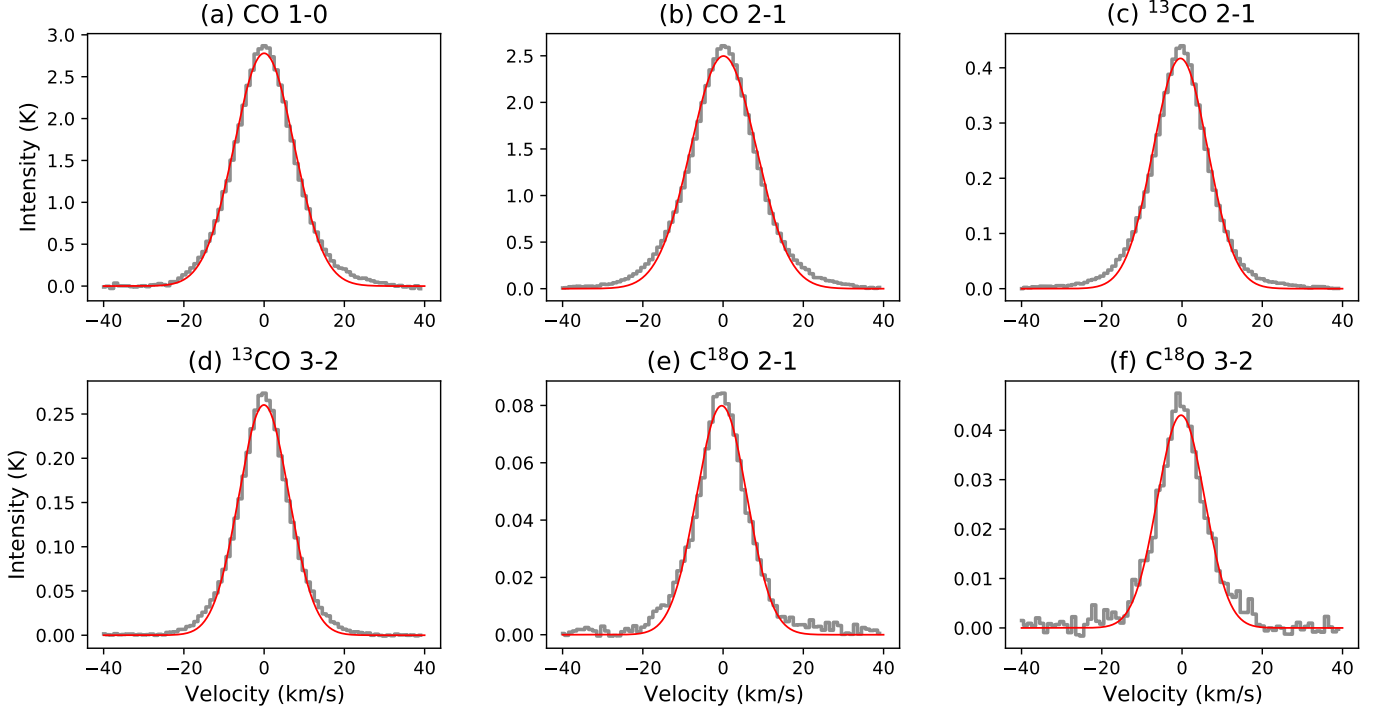 (a) CO 1-0
(b) CO 2-1
(c) ¹³CO 2-1
Intensity (K)
3.0
2.5
2.0
1.5
1.0
0.5
0.0
−40 −20 0 20 40
2.5
2.0
1.5
1.0
0.5
0.0
−40 −20 0 20 40
0.4
0.3
0.2
0.1
0.0
−40 −20 0 20 40
(d) ¹³CO 3-2
(e) C¹⁸O 2-1
(f) C¹⁸O 3-2
Intensity (K)
0.25
0.20
0.15
0.10
0.05
0.00
−40 −20 0 20 40
Velocity (km/s)
0.08
0.06
0.04
0.02
0.00
−40 −20 0 20 40
Velocity (km/s)
0.04
0.03
0.02
0.01
0.00
−40 −20 0 20 40
Velocity (km/s)